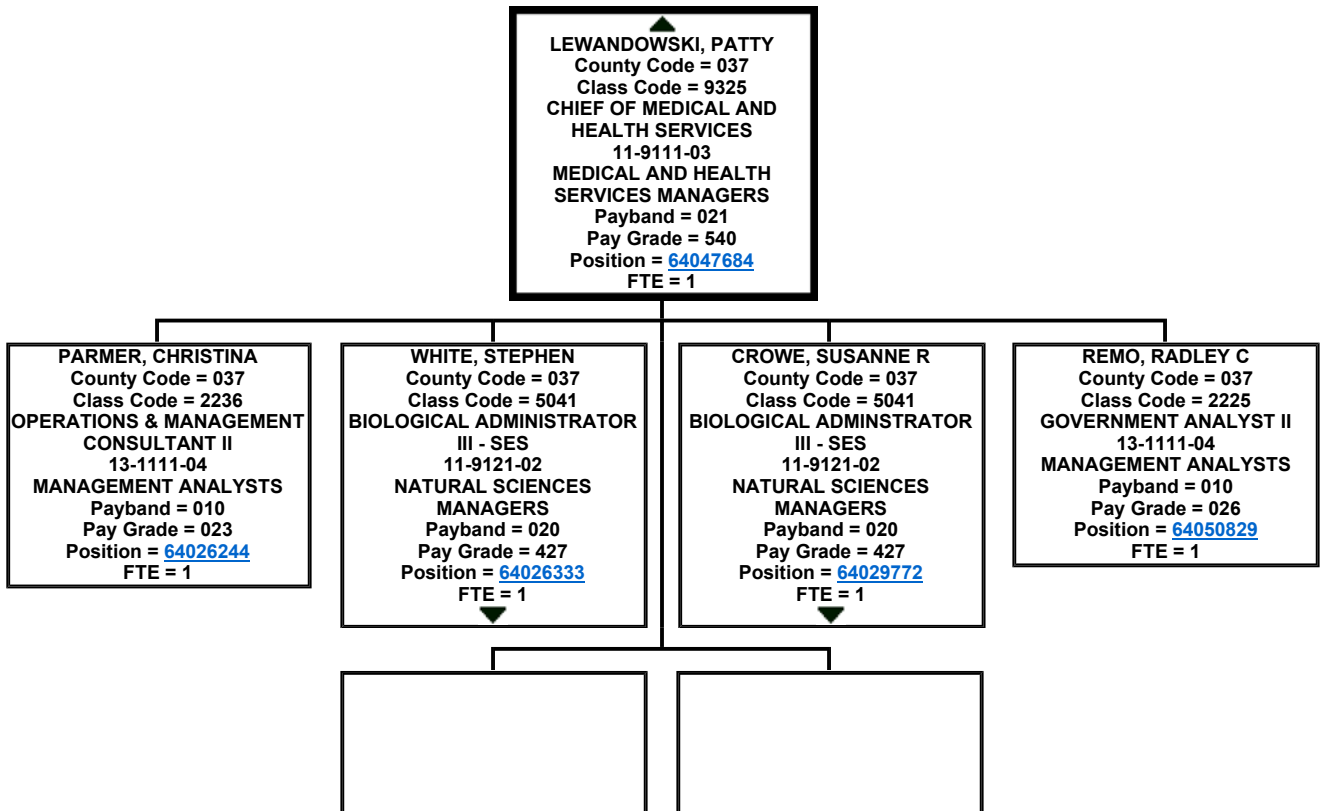 LEWANDOWSKI, PATTY
County Code = 037
Class Code = 9325
CHIEF OF MEDICAL AND
HEALTH SERVICES
11-9111-03
MEDICAL AND HEALTH
SERVICES MANAGERS
Payband = 021
Pay Grade = 540
Position = 64047684
FTE = 1
PARMER, CHRISTINA
County Code = 037
Class Code = 2236
OPERATIONS & MANAGEMENT
CONSULTANT II
13-1111-04
MANAGEMENT ANALYSTS
Payband = 010
Pay Grade = 023
Position = 64026244
FTE = 1
WHITE, STEPHEN
County Code = 037
Class Code = 5041
BIOLOGICAL ADMINISTRATOR
III - SES
11-9121-02
NATURAL SCIENCES
MANAGERS
Payband = 020
Pay Grade = 427
Position = 64026333
FTE = 1
CROWE, SUSANNE R
County Code = 037
Class Code = 5041
BIOLOGICAL ADMINSTRATOR
III - SES
11-9121-02
NATURAL SCIENCES
MANAGERS
Payband = 020
Pay Grade = 427
Position = 64029772
FTE = 1
REMO, RADLEY C
County Code = 037
Class Code = 2225
GOVERNMENT ANALYST II
13-1111-04
MANAGEMENT ANALYSTS
Payband = 010
Pay Grade = 026
Position = 64050829
FTE = 1